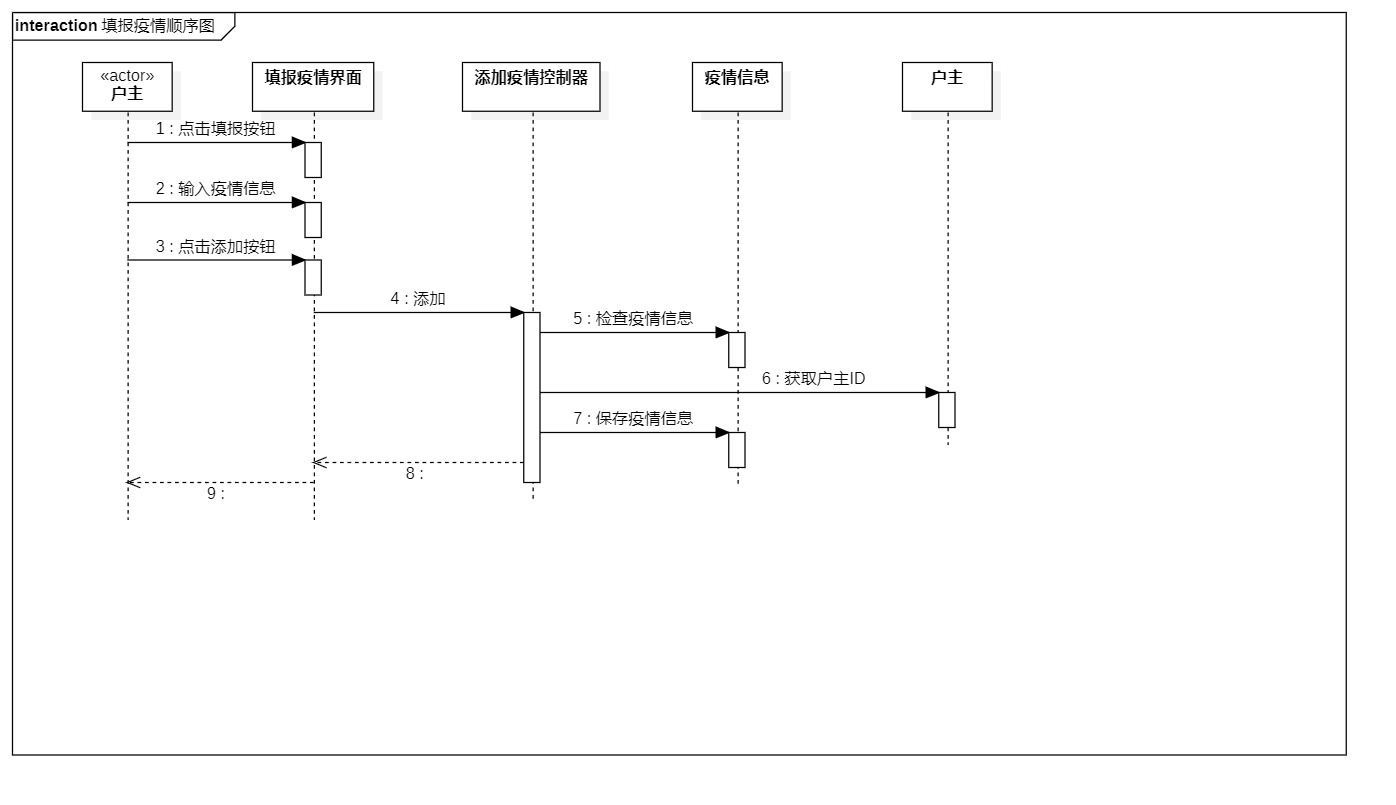 interaction 填报疫情顺序图
«actor»
户主
填报疫情界面
添加疫情控制器
疫情信息
户主
1 : 点击填报按钮
2 : 输入疫情信息
3 : 点击添加按钮
4 : 添加
5 : 检查疫情信息
6 : 获取户主ID
7 : 保存疫情信息
8 :
9 :